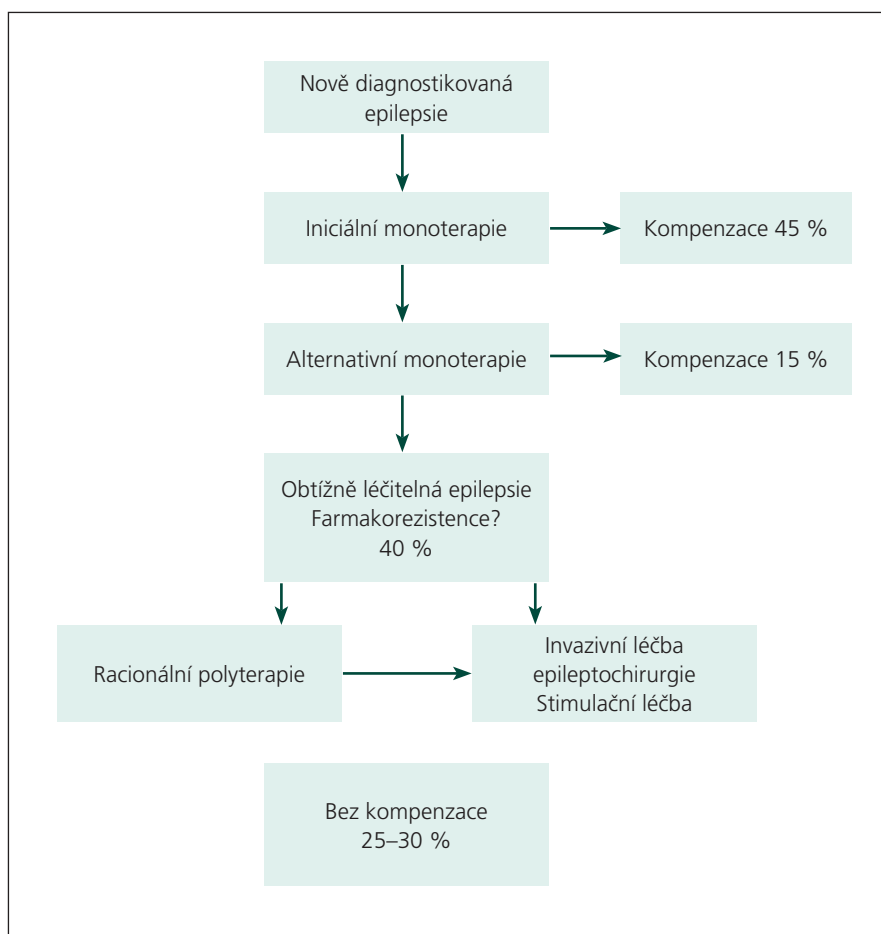 Nově diagnostikovaná
epilepsie
Iniciální monoterapie
Kompenzace 45 %
Alternativní monoterapie
Kompenzace 15 %
Obtížně léčitelná epilepsie
Farmakorezistence?
40 %
Racionální polyterapie
Invazivní léčba
epileptochirurgie
Stimulační léčba
Bez kompenzace
25–30 %